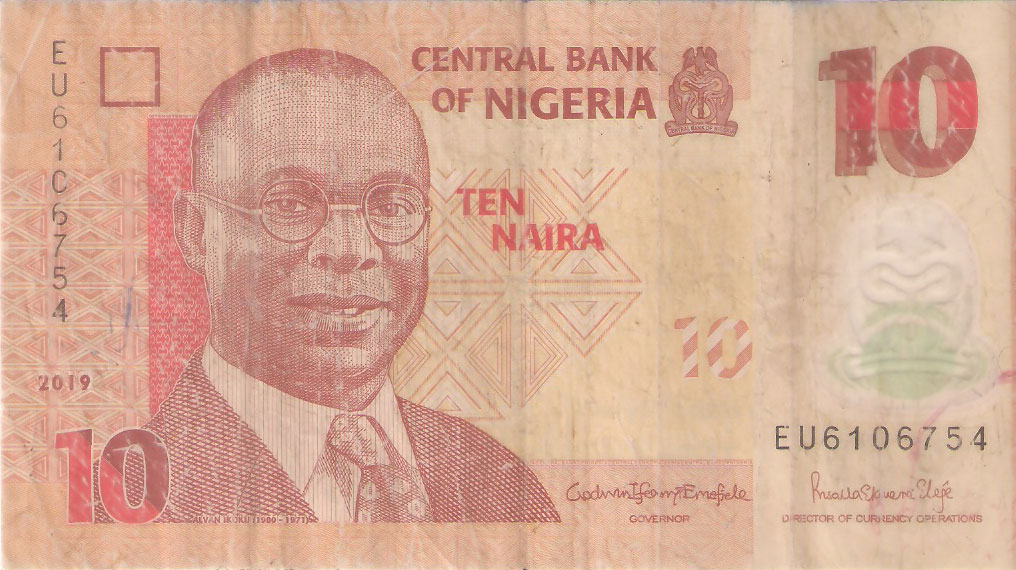 EU6106754
CENTRAL BANK
OF NIGERIA
CENTRAL BANK OF NIGERIA
10
TEN
NAIRA
10
2019
EU6106754
10
ALVAN IKOKU (1900 - 1971)
Godwin Ifeanyi Emefiele
GOVERNOR
Priscilla Ekwere Eleje
DIRECTOR OF CURRENCY OPERATIONS